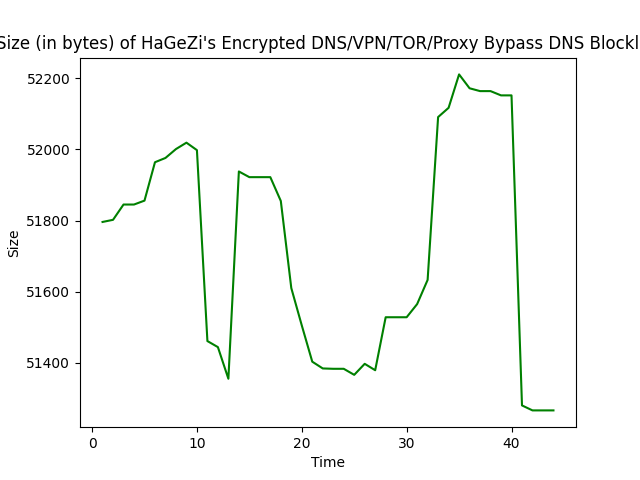 Size (in bytes) of HaGeZi's Encrypted DNS/VPN/TOR/Proxy Bypass DNS Blockl
52200
52000
51800
51600
51400
Size
0 10 20 30 40
Time